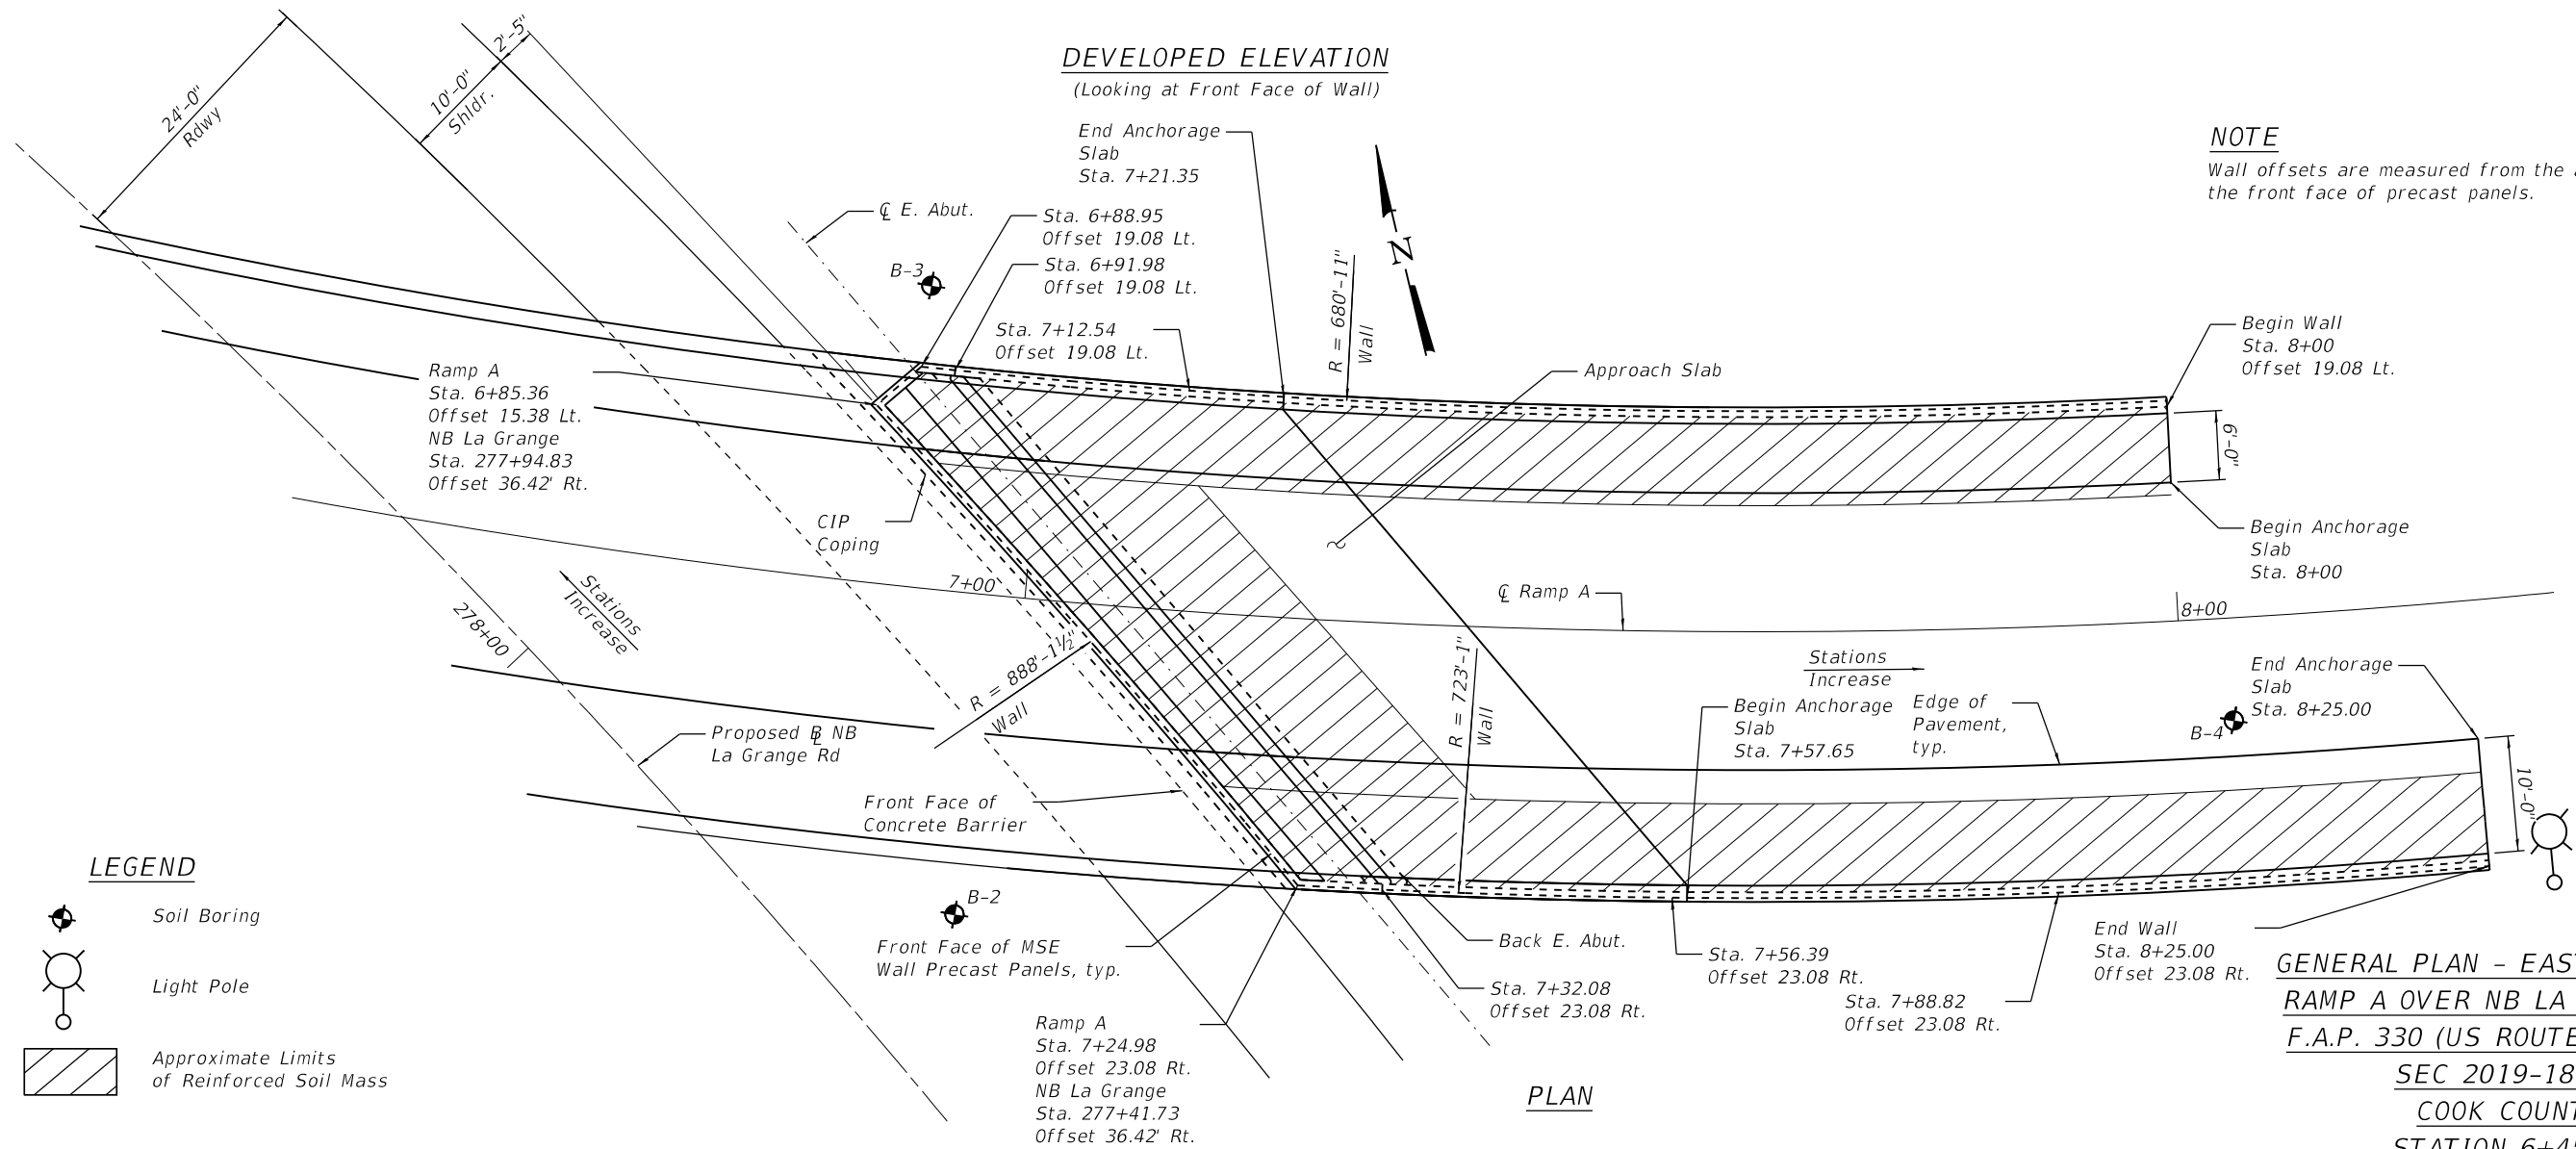 DEVELOPED ELEVATION
(Looking at Front Face of Wall)
24'-0"
Rdwy
10'-0"
Shldr.
2'-5"
End Anchorage
Slab
Sta. 7+21.35
N
NOTE
Wall offsets are measured from the
the front face of precast panels.
℄ E. Abut.
B-3
Sta. 6+88.95
Offset 19.08 Lt.
Sta. 6+91.98
Offset 19.08 Lt.
Sta. 7+12.54
Offset 19.08 Lt.
R = 680'-11"
Wall
Approach Slab
Begin Wall
Sta. 8+00
Offset 19.08 Lt.
6'-0"
Begin Anchorage
Slab
Sta. 8+00
Ramp A
Sta. 6+85.36
Offset 15.38 Lt.
NB La Grange
Sta. 277+94.83
Offset 36.42' Rt.
CIP
Coping
7+00
Stations
Increase
278+00
℄ Ramp A
8+00
Stations
Increase
R = 888'-1½"
Wall
R = 723'-1"
Wall
Begin Anchorage
Slab
Sta. 7+57.65
Edge of
Pavement,
typ.
B-4
End Anchorage
Slab
Sta. 8+25.00
10'-0"
Proposed BL NB
La Grange Rd
Front Face of
Concrete Barrier
B-2
Front Face of MSE
Wall Precast Panels, typ.
Back E. Abut.
Sta. 7+32.08
Offset 23.08 Rt.
Sta. 7+56.39
Offset 23.08 Rt.
Sta. 7+88.82
Offset 23.08 Rt.
End Wall
Sta. 8+25.00
Offset 23.08 Rt.
Ramp A
Sta. 7+24.98
Offset 23.08 Rt.
NB La Grange
Sta. 277+41.73
Offset 36.42' Rt.
LEGEND
Soil Boring
Light Pole
Approximate Limits
of Reinforced Soil Mass
PLAN
GENERAL PLAN - EAS
RAMP A OVER NB LA
F.A.P. 330 (US ROUTE
SEC 2019-18
COOK COUNT
STATION 6+4